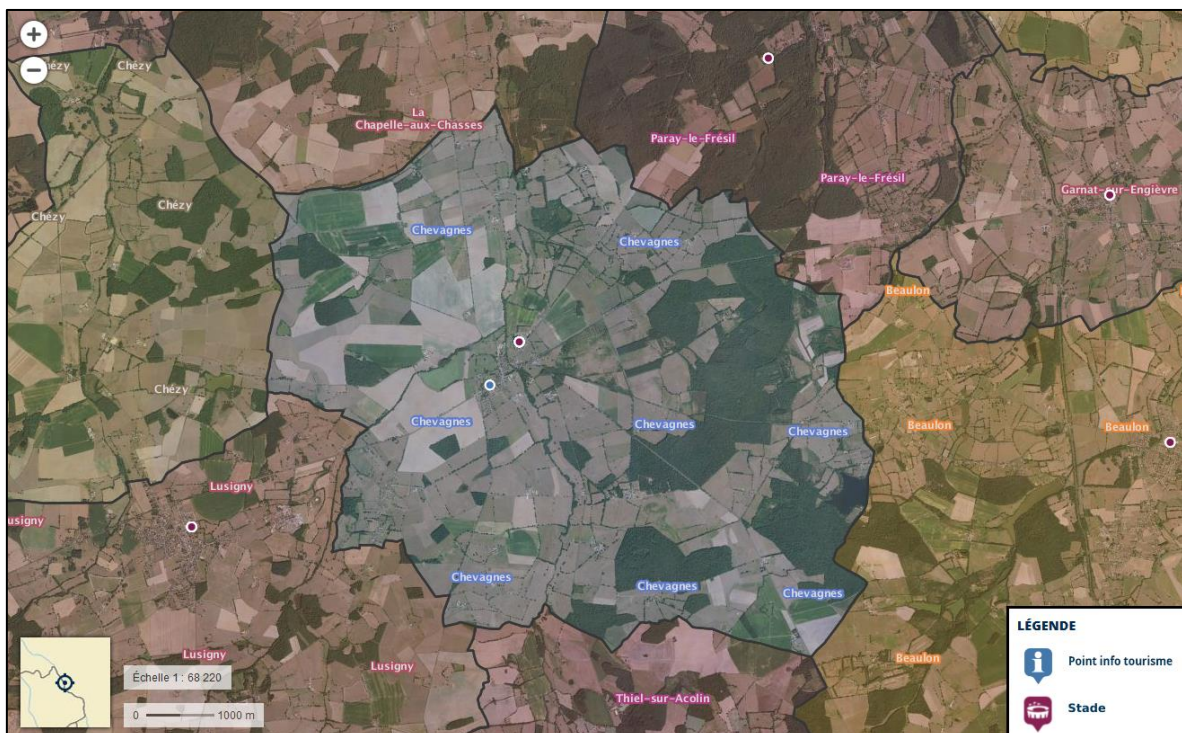 +
−
Chézy
Chézy
La
Chapelle-aux-Chasses
Paray-le-Frésil
Paray-le-Frésil
Garnat-sur-Engièvre
Chézy
Chézy
Chevagnes
Chevagnes
Beaulon
Chézy
Chevagnes
Chevagnes
Chevagnes
Beaulon
Beaulon
Lusigny
usigny
Chevagnes
Chevagnes
Chevagnes
Lusigny
Lusigny
Beaulon
Thiel-sur-Acolin
Échelle 1 : 68 220
0 1000 m
LÉGENDE
Point info tourisme
Stade